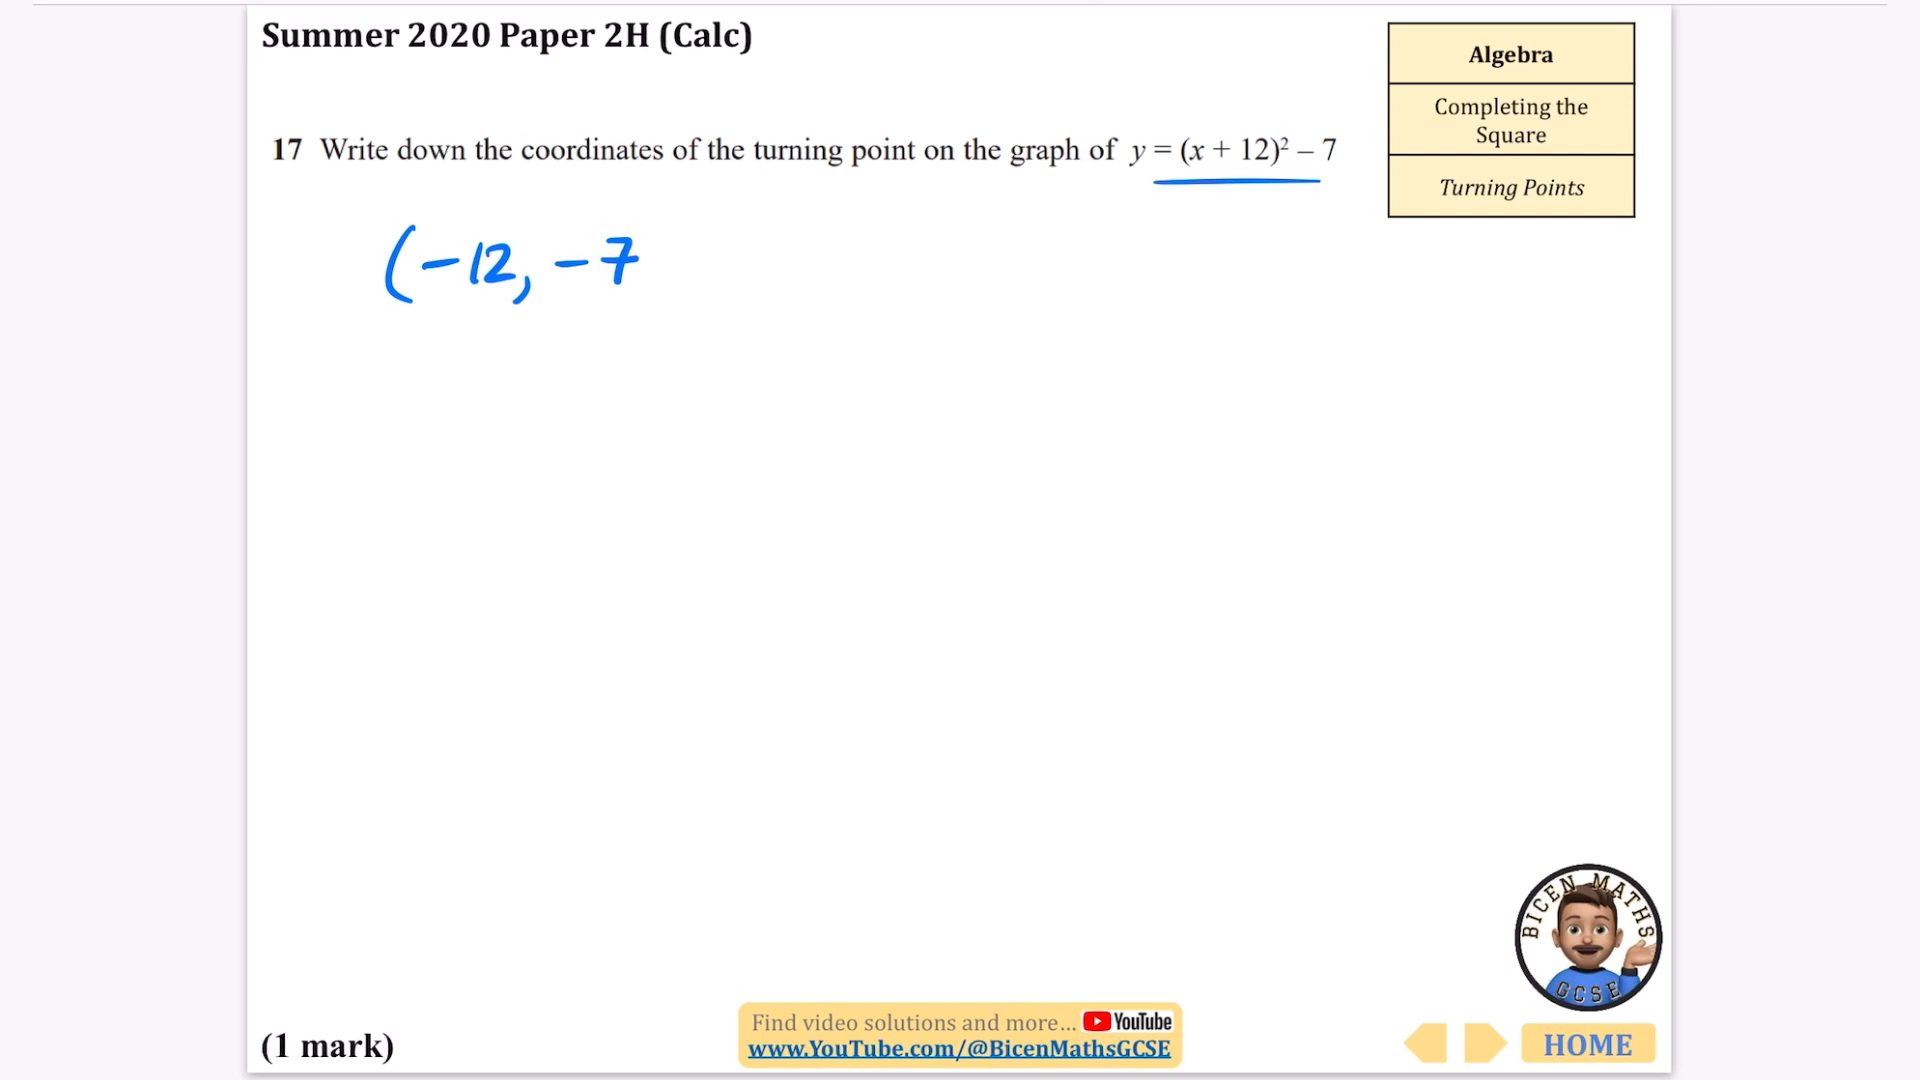 Summer 2020 Paper 2H (Calc)
Algebra
Completing the
Square
Turning Points
17 Write down the coordinates of the turning point on the graph of y = (x + 12)² – 7
(-12, -7
BICEN MATHS
GCSE
(1 mark)
Find video solutions and more... YouTube
www.YouTube.com/@BicenMathsGCSE
HOME